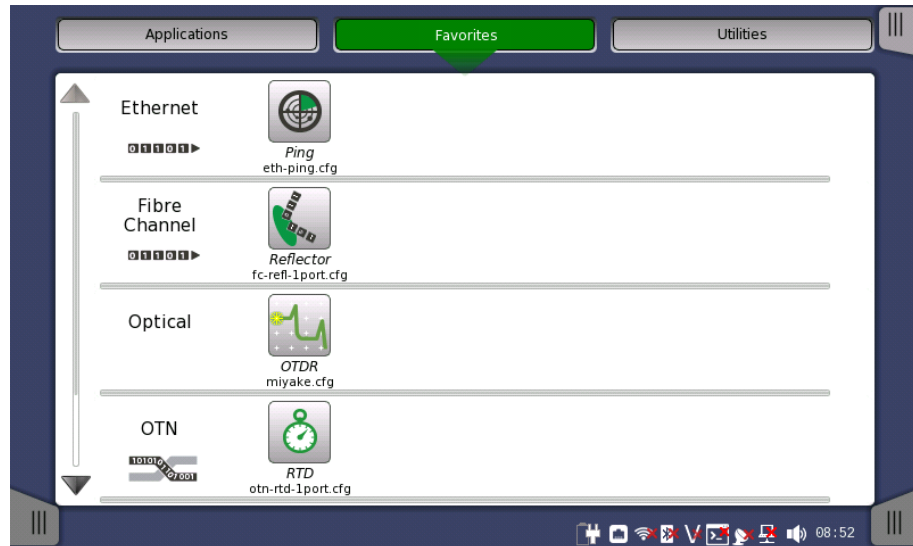 Applications
Favorites
Utilities
Ethernet
01101
Ping
eth-ping.cfg
Fibre
Channel
01101
Reflector
fc-refl-1port.cfg
Optical
OTDR
miyake.cfg
OTN
RTD
otn-rtd-1port.cfg
08:52